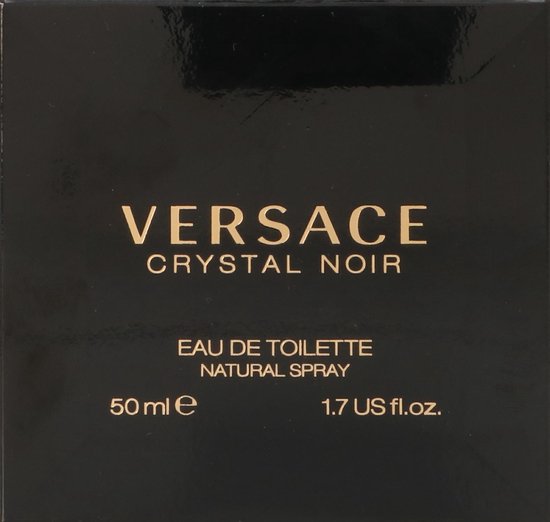 VERSACE
CRYSTAL NOIR
EAU DE TOILETTE
NATURAL SPRAY
50 ml ℮ 1.7 US fl.oz.